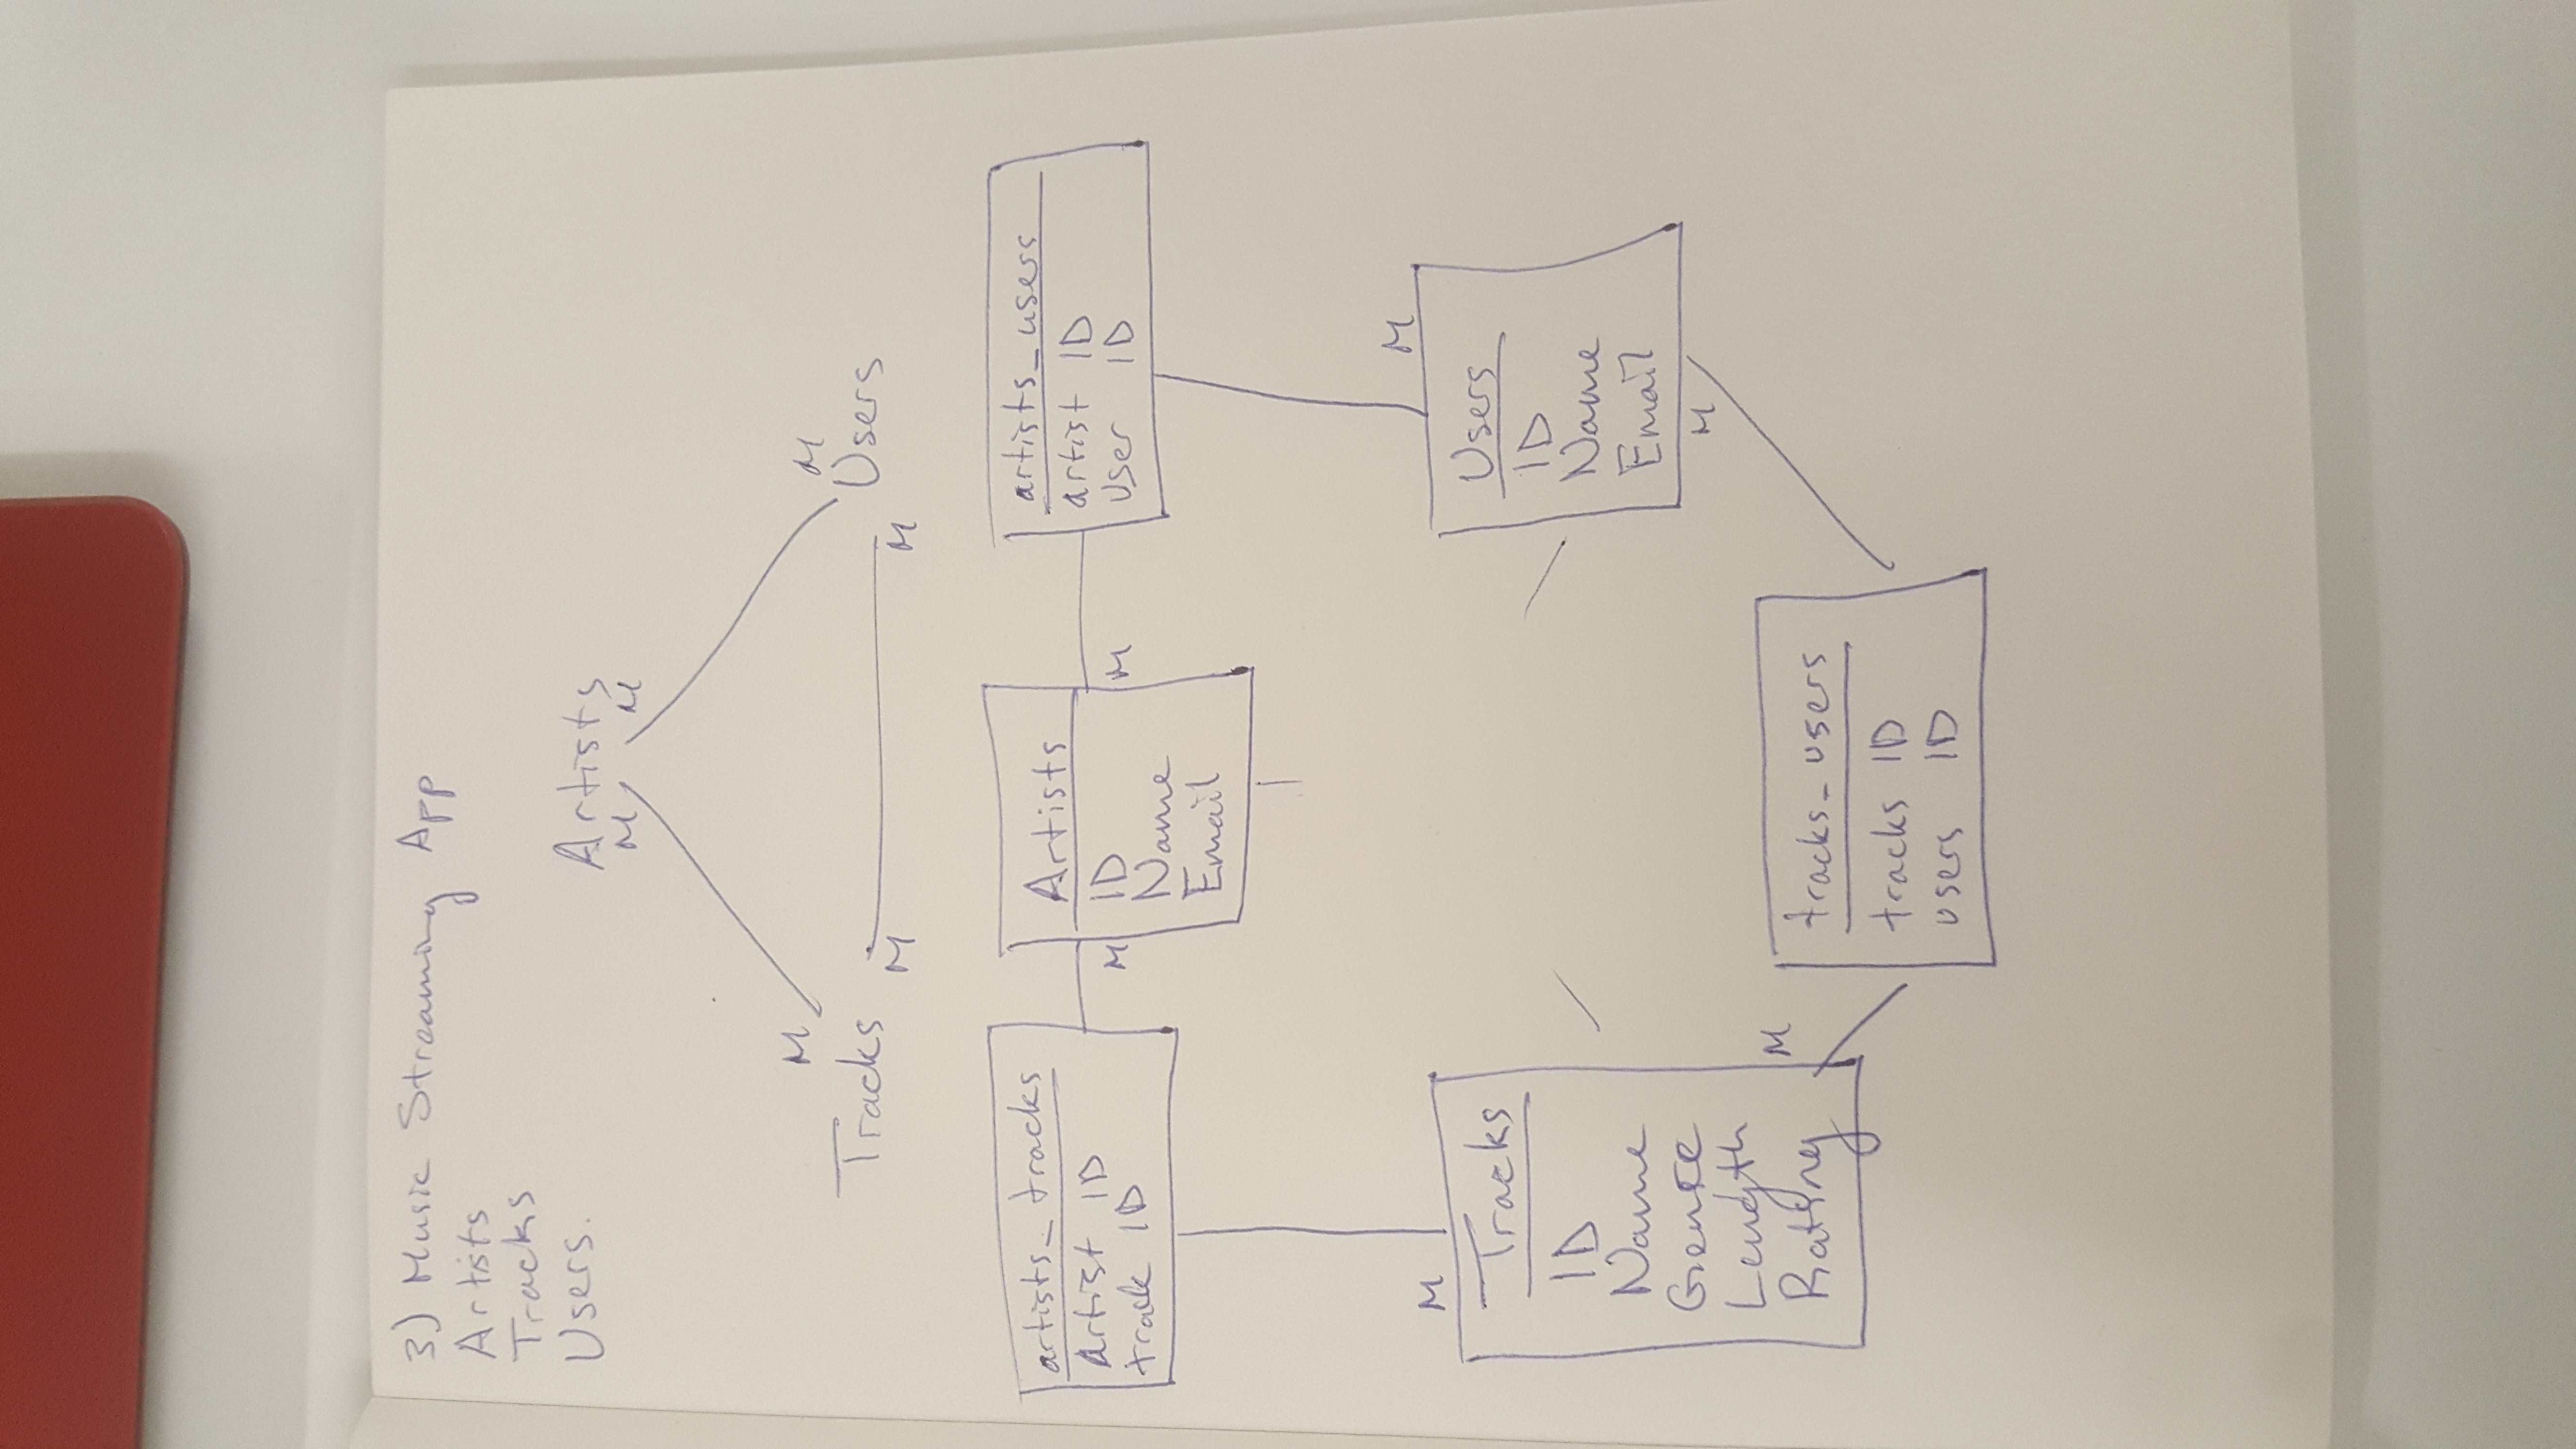 3) Music Streaming App
Artists
Tracks
Users.
Artists
M M
M M
Tracks Users
M M
artists_tracks
Artist ID
track ID
M
Artists
ID
Name
Email
M
artists_users
artist ID
user ID
M
Tracks
ID
Name
Genre
Length
Rating
M
M
Users
ID
Name
Email
M
tracks_users
tracks ID
users ID